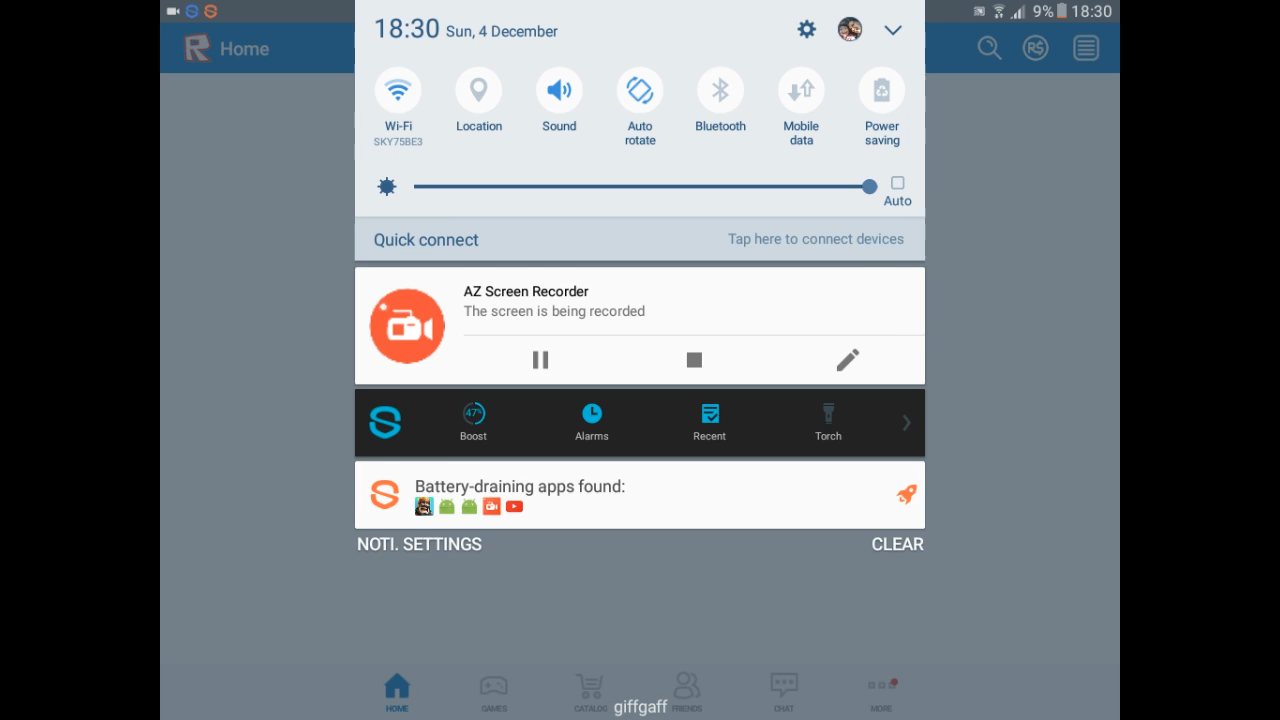 9% 18:30
18:30 Sun, 4 December
R Home
R$
Wi-Fi
SKY75BE3
Location
Sound
Auto
rotate
Bluetooth
Mobile
data
Power
saving
Auto
Quick connect
Tap here to connect devices
AZ Screen Recorder
The screen is being recorded
47%
Boost
Alarms
Recent
Torch
Battery-draining apps found:
NOTI. SETTINGS
CLEAR
HOME
GAMES
CATALOG
giffgaff
FRIENDS
CHAT
MORE